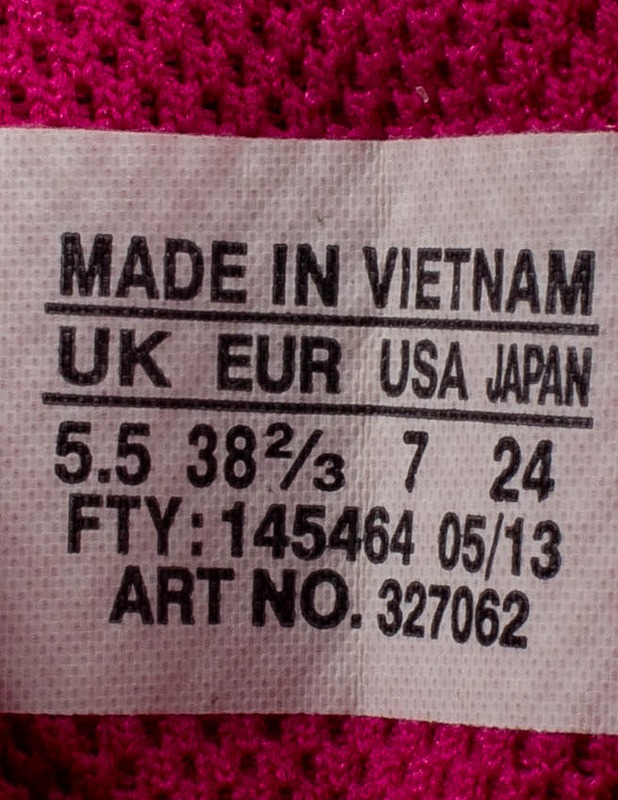 MADE IN VIETNAM
UK EUR USA JAPAN
5.5 38⅔ 7 24
FTY: 145464 05/13
ART NO. 327062